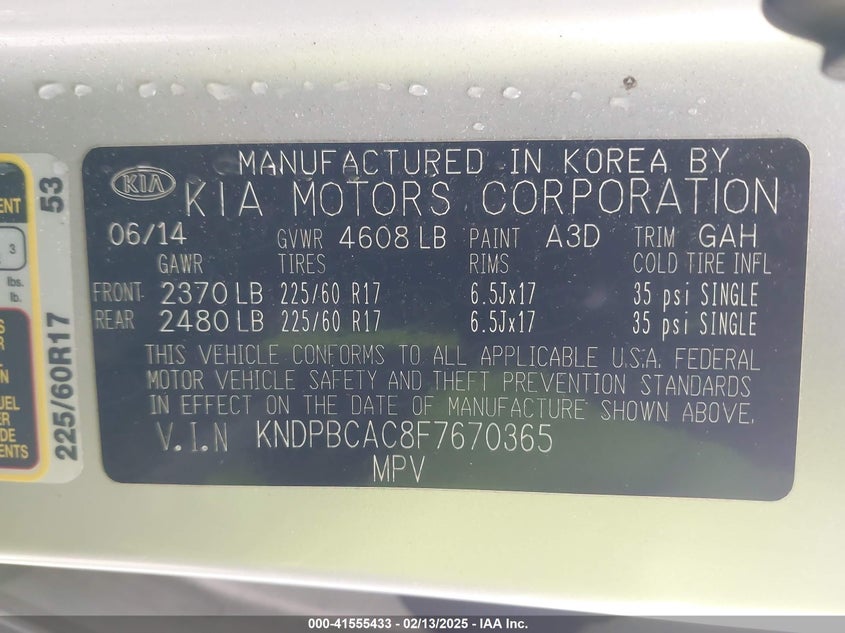 MANUFACTURED IN KOREA BY
KIA KIA MOTORS CORPORATION
06/14 GVWR 4608 LB PAINT A3D TRIM GAH
GAWR TIRES RIMS COLD TIRE INFL
FRONT 2370 LB 225/60 R17 6.5Jx17 35 psi SINGLE
REAR 2480 LB 225/60 R17 6.5Jx17 35 psi SINGLE
THIS VEHICLE CONFORMS TO ALL APPLICABLE U.S.A. FEDERAL
MOTOR VEHICLE SAFETY AND THEFT PREVENTION STANDARDS
IN EFFECT ON THE DATE OF MANUFACTURE SHOWN ABOVE.
V.I.N KNDPBCAC8F7670365
MPV
53
225/60R17
3
lbs.
lb.
000-41555433 - 02/13/2025 - IAA Inc.